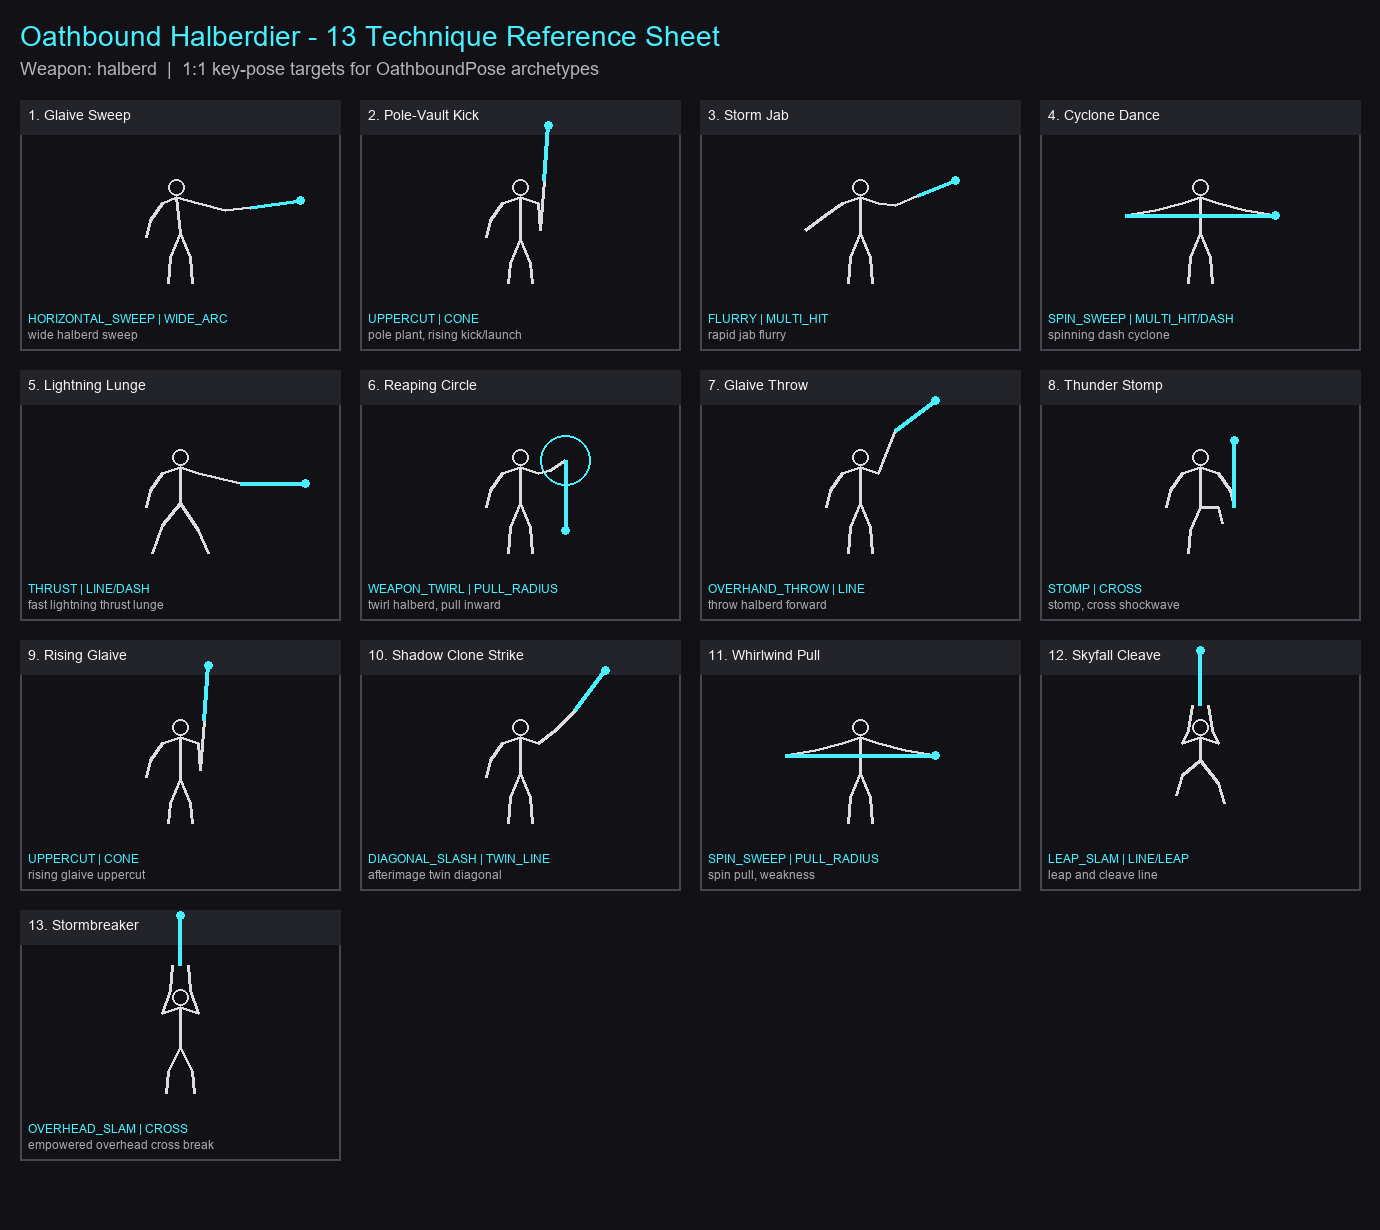 Oathbound Halberdier - 13 Technique Reference Sheet
Weapon: halberd | 1:1 key-pose targets for OathboundPose archetypes
1. Glaive Sweep
HORIZONTAL_SWEEP | WIDE_ARC
wide halberd sweep
2. Pole-Vault Kick
UPPERCUT | CONE
pole plant, rising kick/launch
3. Storm Jab
FLURRY | MULTI_HIT
rapid jab flurry
4. Cyclone Dance
SPIN_SWEEP | MULTI_HIT/DASH
spinning dash cyclone
5. Lightning Lunge
THRUST | LINE/DASH
fast lightning thrust lunge
6. Reaping Circle
WEAPON_TWIRL | PULL_RADIUS
twirl halberd, pull inward
7. Glaive Throw
OVERHAND_THROW | LINE
throw halberd forward
8. Thunder Stomp
STOMP | CROSS
stomp, cross shockwave
9. Rising Glaive
UPPERCUT | CONE
rising glaive uppercut
10. Shadow Clone Strike
DIAGONAL_SLASH | TWIN_LINE
afterimage twin diagonal
11. Whirlwind Pull
SPIN_SWEEP | PULL_RADIUS
spin pull, weakness
12. Skyfall Cleave
LEAP_SLAM | LINE/LEAP
leap and cleave line
13. Stormbreaker
OVERHEAD_SLAM | CROSS
empowered overhead cross break